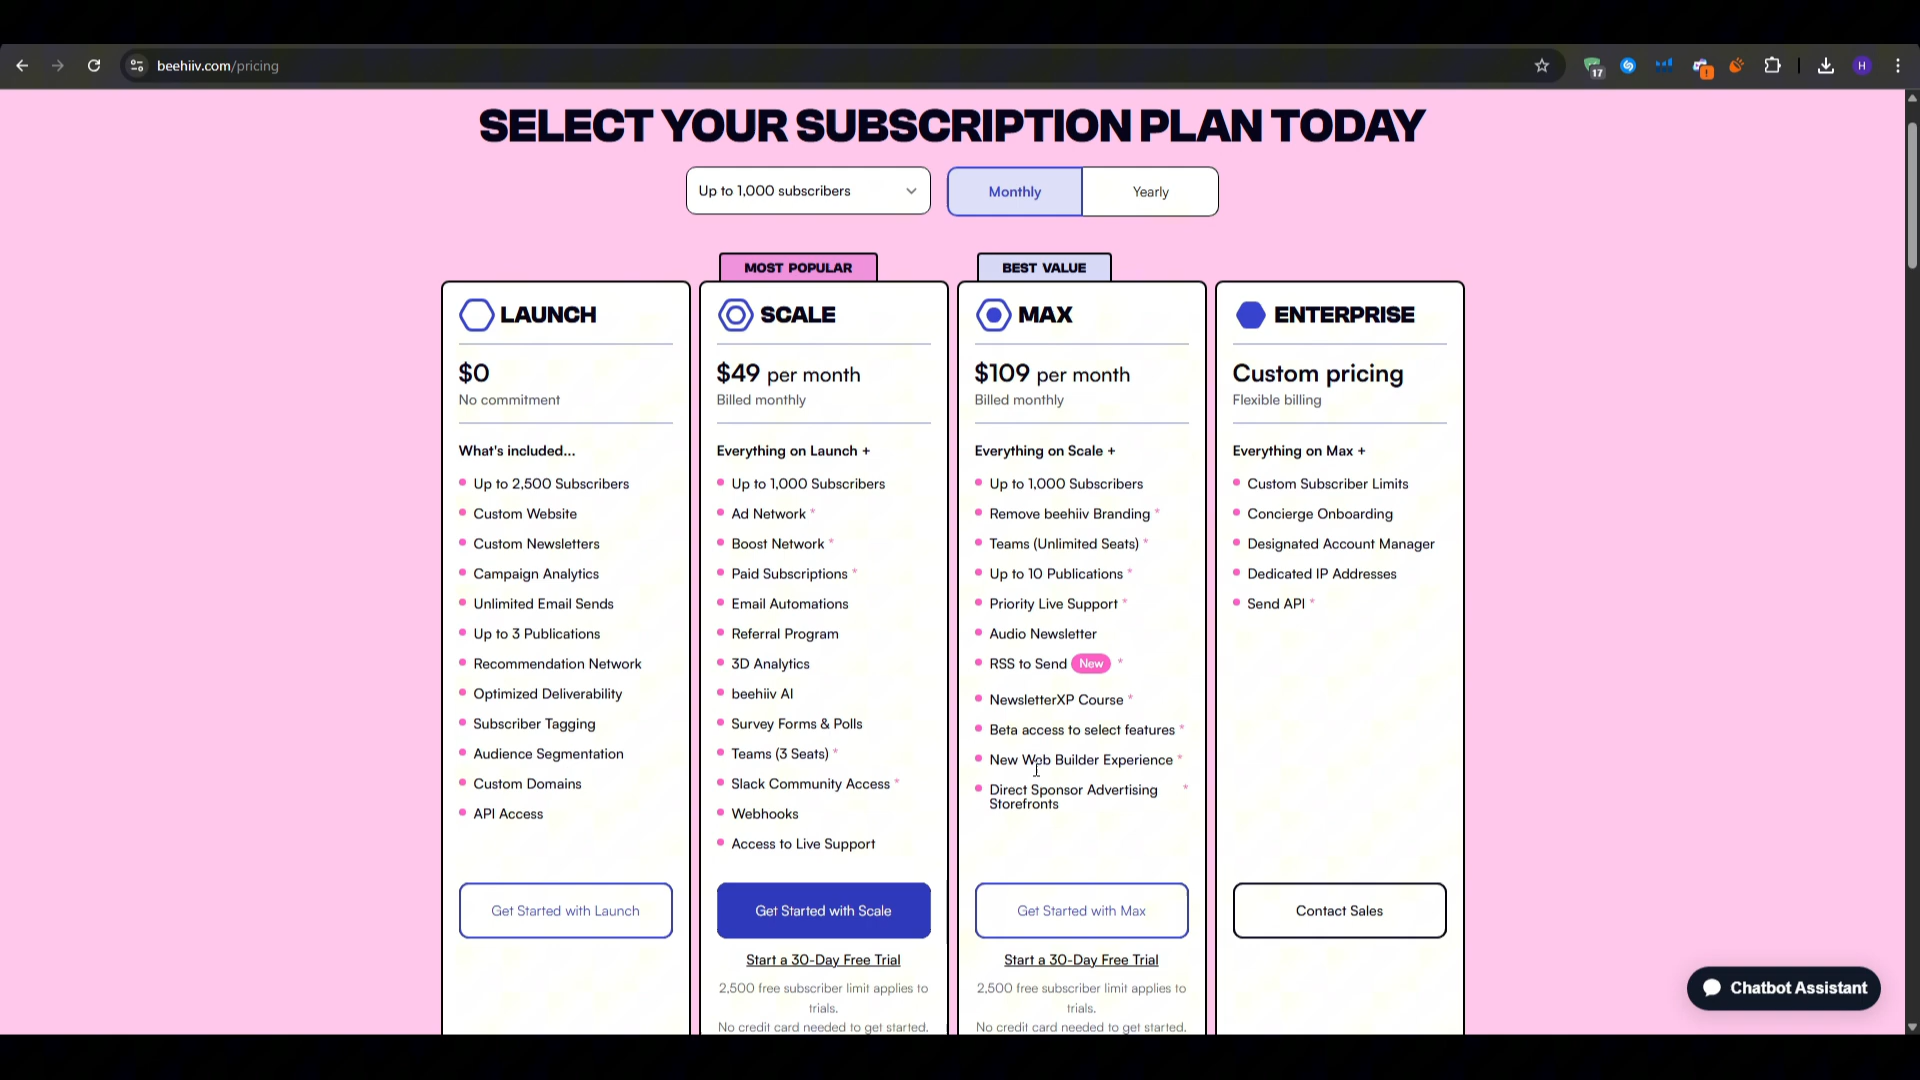 beehiiv.com/pricing
17
H
SELECT YOUR SUBSCRIPTION PLAN TODAY
Up to 1,000 subscribers
Monthly
Yearly
MOST POPULAR
BEST VALUE
LAUNCH
$0
No commitment
What's included...
Up to 2,500 Subscribers
Custom Website
Custom Newsletters
Campaign Analytics
Unlimited Email Sends
Up to 3 Publications
Recommendation Network
Optimized Deliverability
Subscriber Tagging
Audience Segmentation
Custom Domains
API Access
Get Started with Launch
SCALE
$49 per month
Billed monthly
Everything on Launch +
Up to 1,000 Subscribers
Ad Network *
Boost Network *
Paid Subscriptions *
Email Automations
Referral Program
3D Analytics
beehiiv AI
Survey Forms & Polls
Teams (3 Seats) *
Slack Community Access *
Webhooks
Access to Live Support
Get Started with Scale
Start a 30-Day Free Trial
2,500 free subscriber limit applies to
trials.
No credit card needed to get started.
MAX
$109 per month
Billed monthly
Everything on Scale +
Up to 1,000 Subscribers
Remove beehiiv Branding *
Teams (Unlimited Seats) *
Up to 10 Publications *
Priority Live Support *
Audio Newsletter
RSS to Send New *
NewsletterXP Course *
Beta access to select features *
New Web Builder Experience *
Direct Sponsor Advertising *
Storefronts
Get Started with Max
Start a 30-Day Free Trial
2,500 free subscriber limit applies to
trials.
No credit card needed to get started.
ENTERPRISE
Custom pricing
Flexible billing
Everything on Max +
Custom Subscriber Limits
Concierge Onboarding
Designated Account Manager
Dedicated IP Addresses
Send API *
Contact Sales
Chatbot Assistant